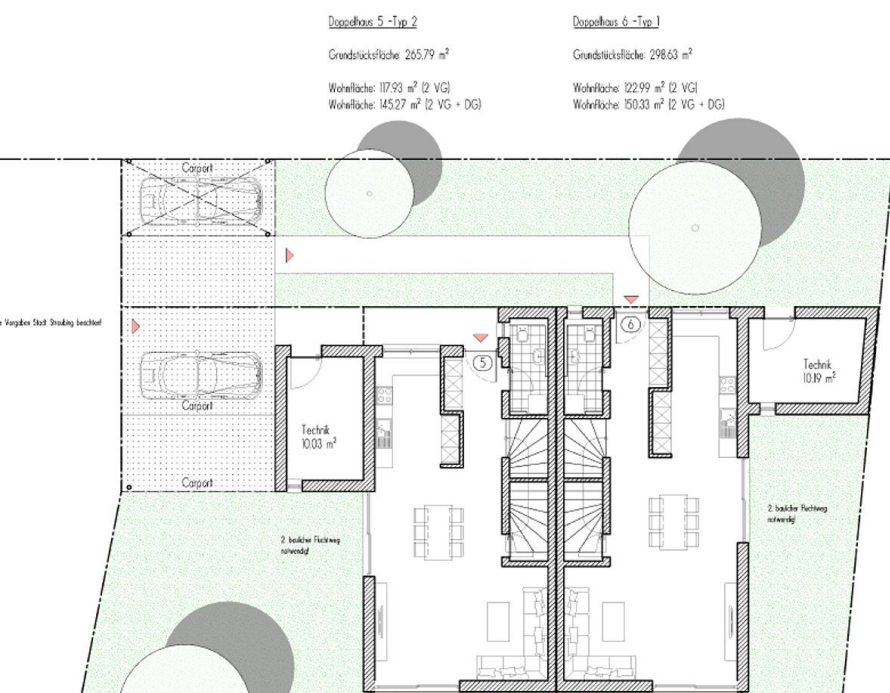 Doppelhaus 5 -Typ 2
Grundstücksfläche: 265.79 m²
Wohnfläche: 117.93 m² (2 VG)
Wohnfläche: 145.27 m² (2 VG + DG)
Doppelhaus 6 -Typ 1
Grundstücksfläche: 298.63 m²
Wohnfläche: 122.99 m² (2 VG)
Wohnfläche: 150.33 m² (2 VG + DG)
Carport
e Vorgaben Stadt Straubing beachten!
6
5
Technik
10.19 m²
Carport
Technik
10.03 m²
Carport
2. baulicher Fluchtweg
notwendig!
2. baulicher Fluchtweg
notwendig!